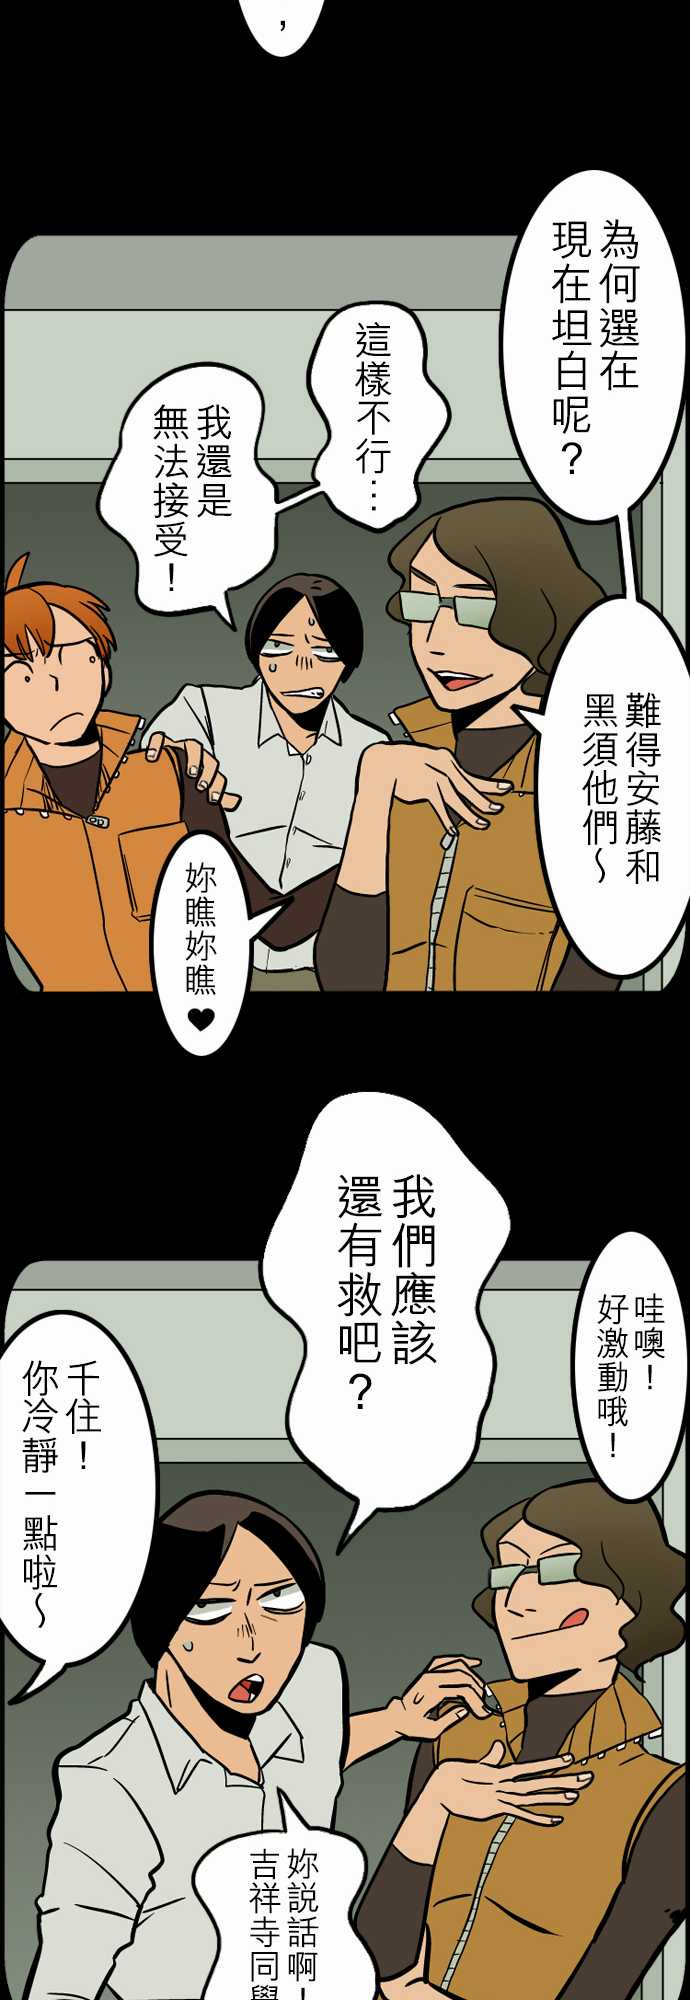 ，
為何選在
現在坦白呢？
難得安藤和
黑須他們～
這樣不行…
我還是
無法接受！
妳瞧妳瞧♥
哇噢！
好激動哦！
我們應該
還有救吧？
千住！
你冷靜一點啦～
妳說話啊！
吉祥寺同學